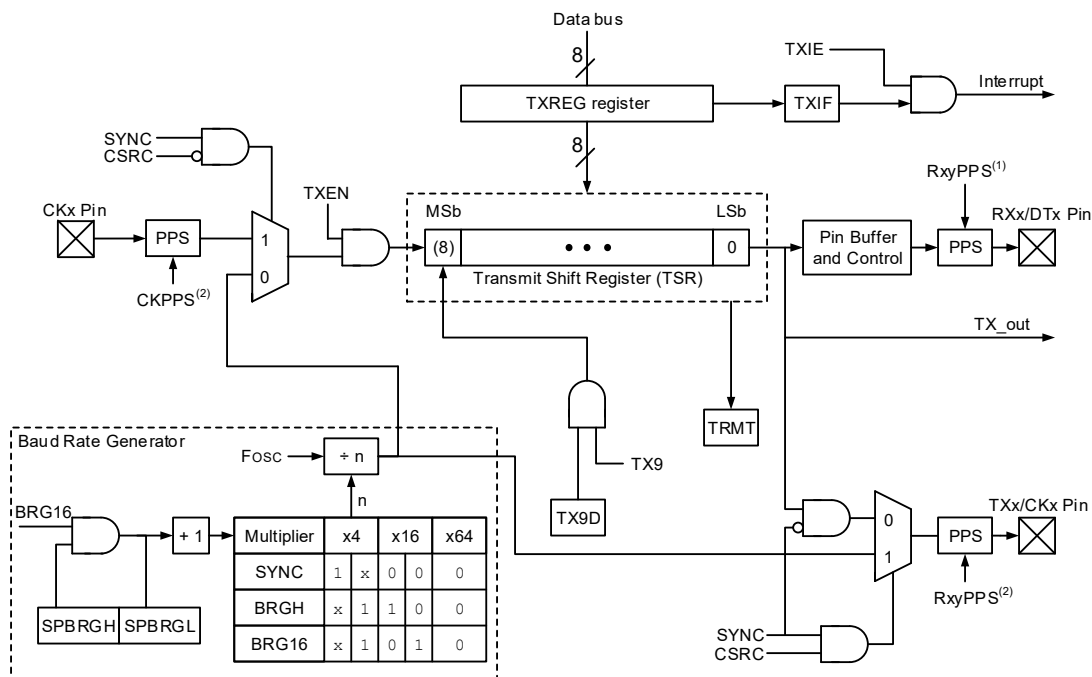 Data bus
8
TXIE
TXREG register
TXIF
Interrupt
SYNC
CSRC
8
RxyPPS(1)
TXEN
MSb
LSb
CKx Pin
RXx/DTx Pin
PPS
1
(8)
• • •
0
Pin Buffer
and Control
PPS
0
Transmit Shift Register (TSR)
CKPPS(2)
TX_out
TRMT
Baud Rate Generator
FOSC
÷ n
TX9
n
TX9D
TXx/CKx Pin
BRG16
+ 1
Multiplier x4 x16 x64
0
PPS
1
SYNC 1 x 0 0 0
BRGH x 1 1 0 0
RxyPPS(2)
SPBRGH SPBRGL
BRG16 x 1 0 1 0
SYNC
CSRC